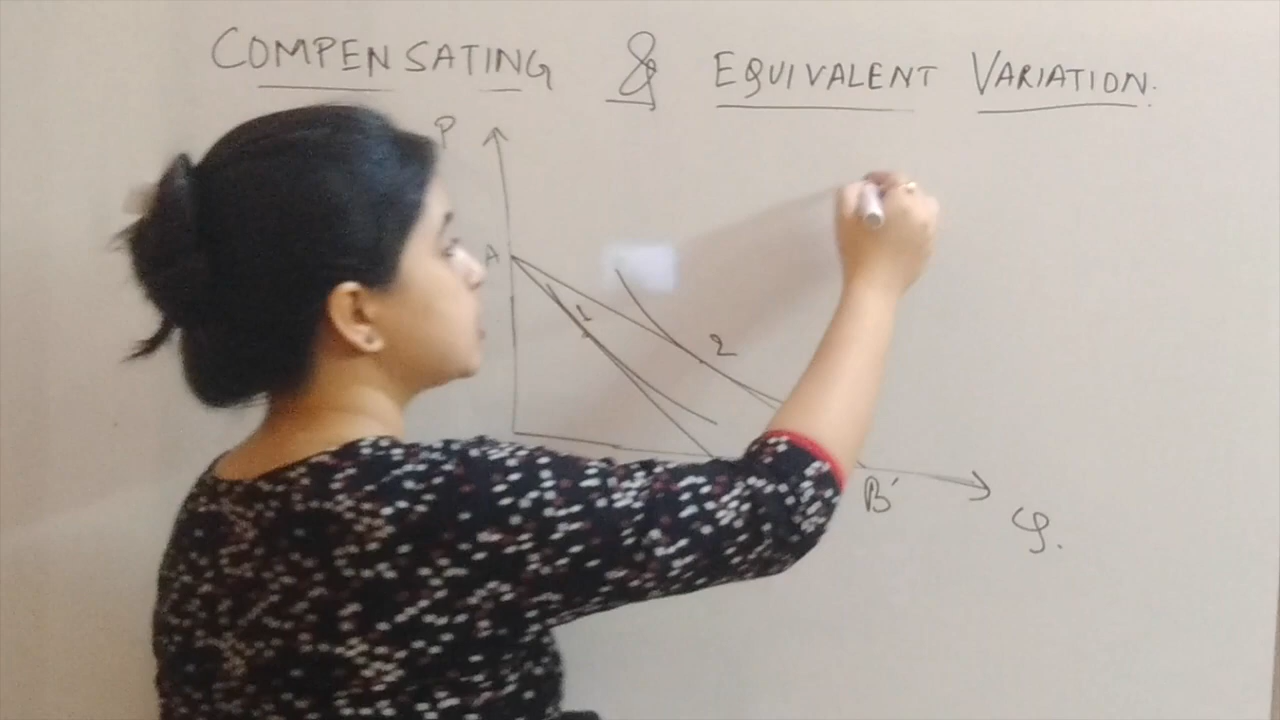 COMPENSATING & EQUIVALENT VARIATION.
P
A
1
2
B'